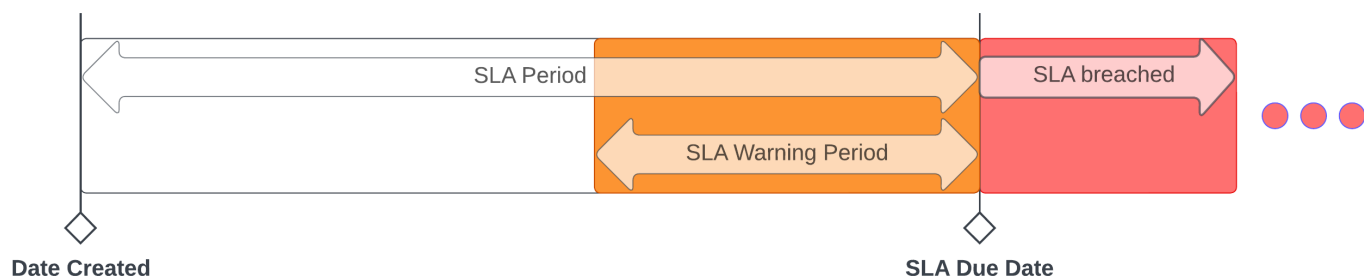 SLA Period
SLA breached
SLA Warning Period
Date Created
SLA Due Date